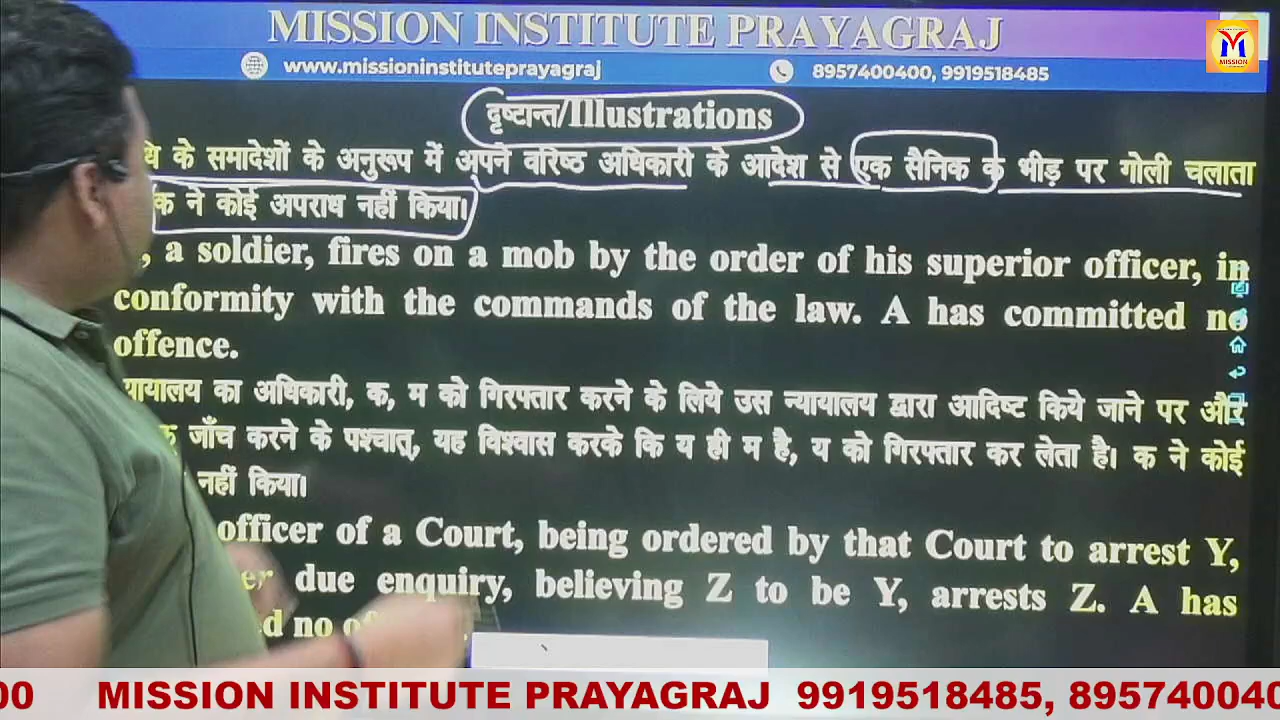 MISSION INSTITUTE PRAYAGRAJ
www.missioninstituteprayagraj
8957400400, 9919518485
MISSION
दृष्टान्त/Illustrations
के समादेशों के अनुरूप में अपने वरिष्ठ अधिकारी के आदेश से एक सैनिक क भीड़ पर गोली चलाता
क ने कोई अपराध नहीं किया।
, a soldier, fires on a mob by the order of his superior officer, in
conformity with the commands of the law. A has committed no
offence.
न्यायालय का अधिकारी, क, म को गिरफ्तार करने के लिये उस न्यायालय द्वारा आदिष्ट किये जाने पर और
जाँच करने के पश्चात्, यह विश्वास करके कि य ही म है, य को गिरफ्तार कर लेता है। क ने कोई
नहीं किया।
officer of a Court, being ordered by that Court to arrest Y,
due enquiry, believing Z to be Y, arrests Z. A has
no
00 MISSION INSTITUTE PRAYAGRAJ 9919518485, 895740040